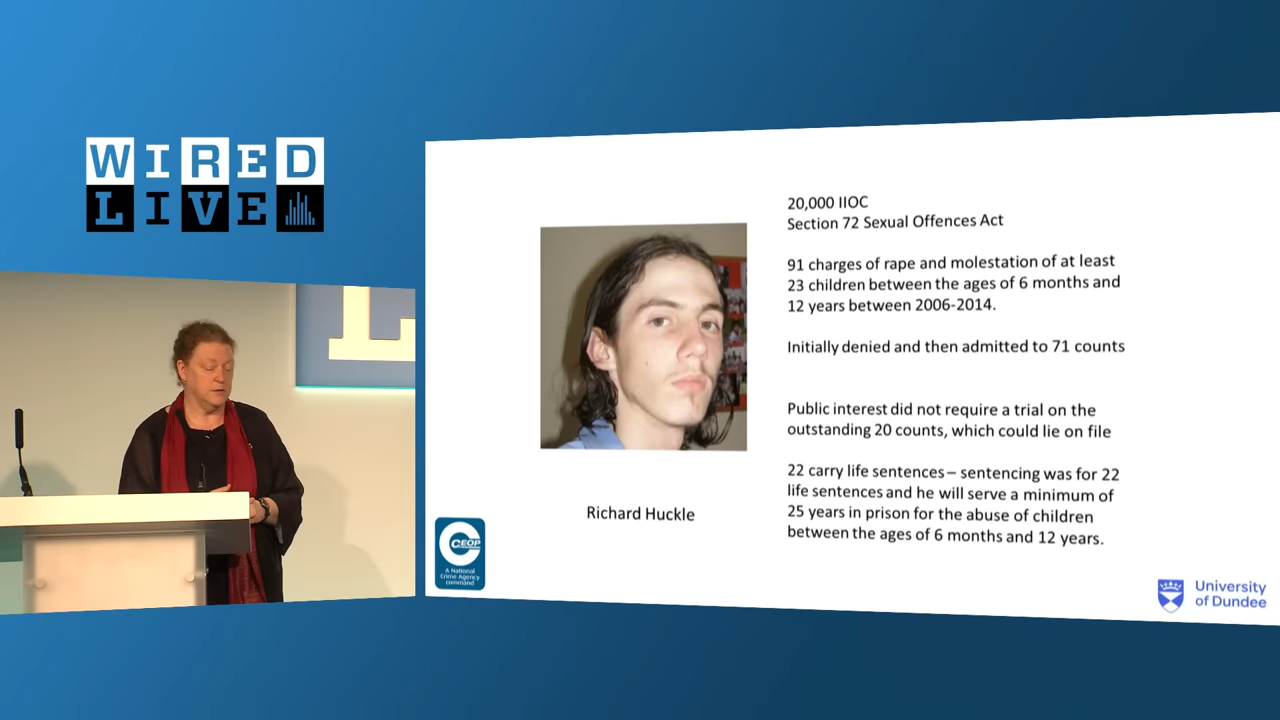 WIRED
LIVE
L
20,000 IIOC
Section 72 Sexual Offences Act
91 charges of rape and molestation of at least
23 children between the ages of 6 months and
12 years between 2006-2014.
Initially denied and then admitted to 71 counts
Public interest did not require a trial on the
outstanding 20 counts, which could lie on file
22 carry life sentences – sentencing was for 22
life sentences and he will serve a minimum of
25 years in prison for the abuse of children
between the ages of 6 months and 12 years.
Richard Huckle
CEOP
A National
Crime Agency
command
University
of Dundee